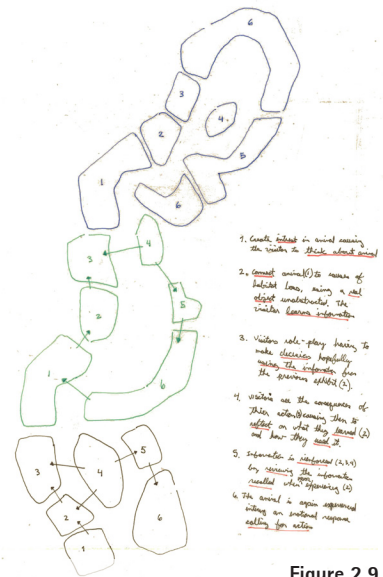 6
3
4
2
5
1
6
4
3
5
2
1
6
5
3
4
2
6
1
1. Create interest in animal causing
the visitor to think about animal
2. Connect animal (1) to causes of
habitat loss, using a real
object unabstracted. The
visitor learns information
3. Visitors role-play having to
make decisions hopefully
using the information from
the previous exhibit (2).
4. visitors see the consequences of
their actions causing them to
reflect on what they learned (2)
and how they used it.
5. Information is reinforced (2,3,4)
by reviewing the information
recalled when experiencing (2)
6. The animal is again experienced
an emotional response
calling for action
Figure 2.9